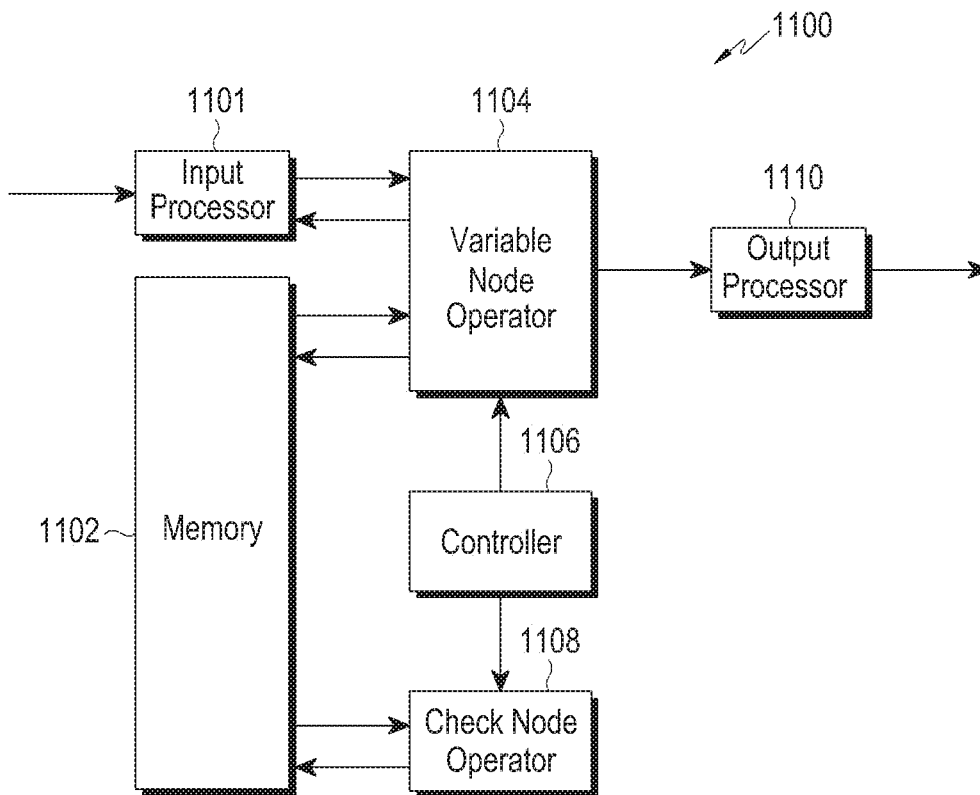 1100
1101
1104
1110
Input
Processor
Variable
Node
Operator
Output
Processor
1106
1102
Memory
Controller
1108
Check Node
Operator